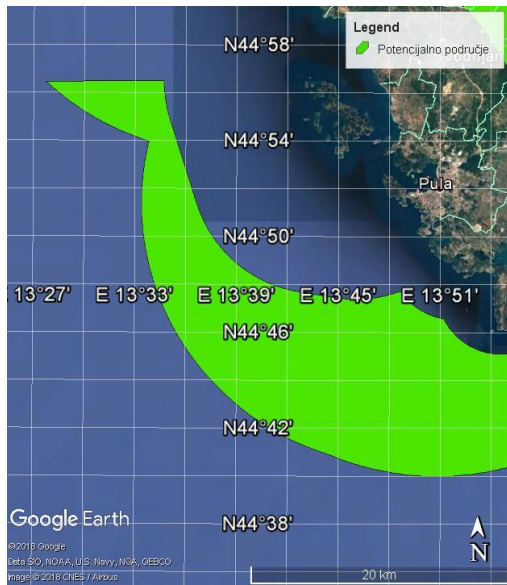 Legend
Potencijalno područje
Vodnjan
N44°58'
N44°54'
Pula
N44°50'
E 13°27' E 13°33' E 13°39' E 13°45' E 13°51'
N44°46'
N44°42'
N44°38'
Google Earth
N
© 2018 Google
Data SIO, NOAA, U.S. Navy, NGA, GEBCO
Image © 2018 CNES / Airbus
20 km